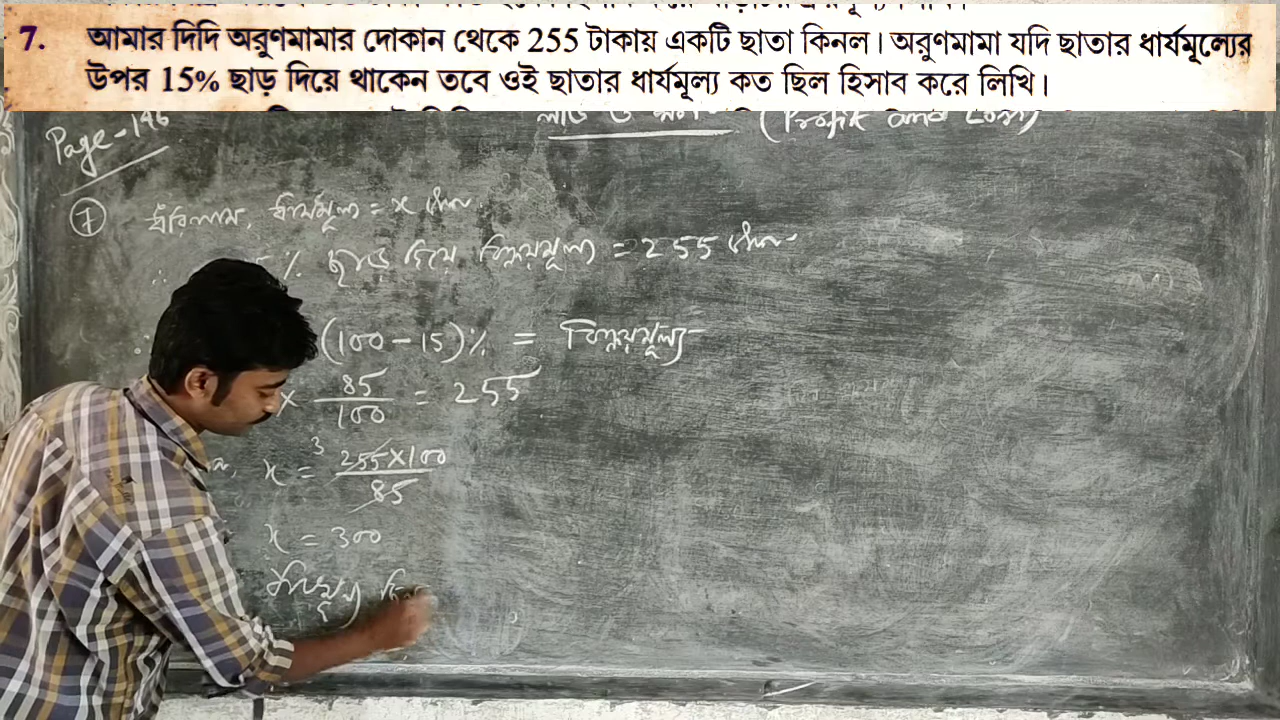 7. আমার দিদি অরুণমামার দোকান থেকে 255 টাকায় একটি ছাতা কিনল। অরুণমামা যদি ছাতার ধার্যমূল্যের
উপর 15% ছাড় দিয়ে থাকেন তবে ওই ছাতার ধার্যমূল্য কত ছিল হিসাব করে লিখি।
Page-146
লাভ ও ক্ষতি (Profit and Loss)
7 ধরিলাম, ধার্যমূল্য = x টাকা
∴ % ছাড় দিয়ে বিক্রয়মূল্য = 255 টাকা
∴ (100-15)% = বিক্রয়মূল্য
× 85/100 = 255
x = 3 255×100/85
x = 300
ধার্যমূল্য